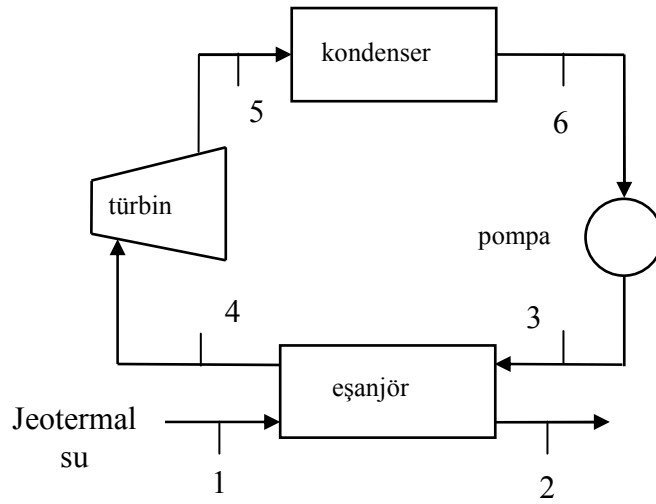 kondenser
5
6
türbin
pompa
4
3
eşanjör
Jeotermal
su
1
2